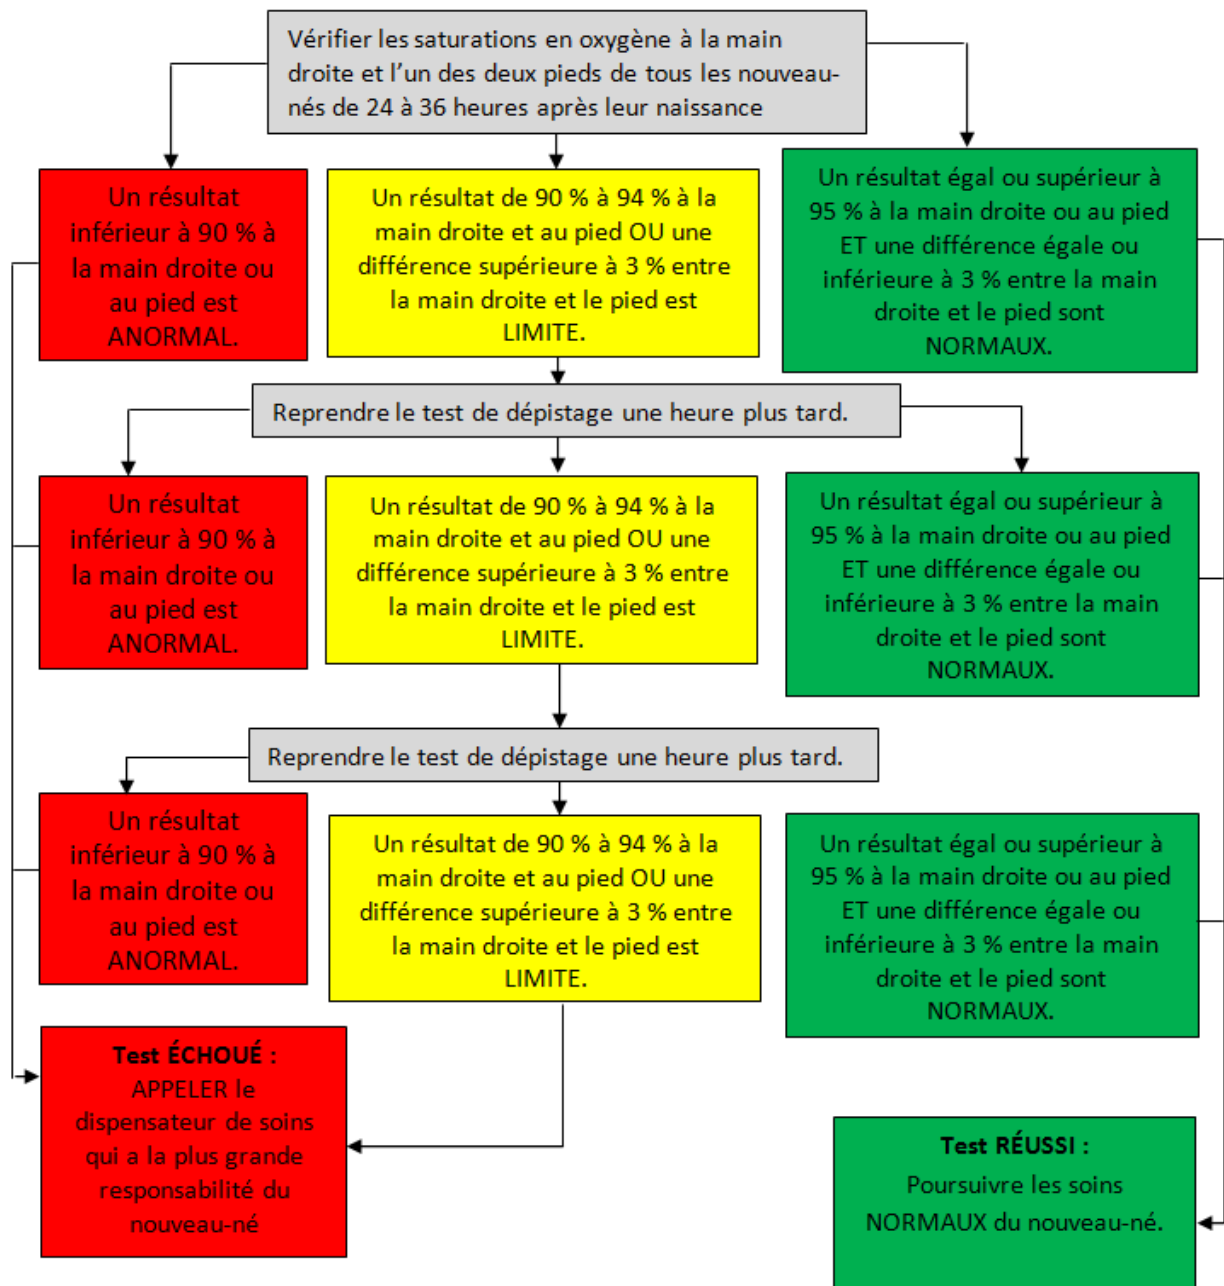 Vérifier les saturations en oxygène à la main
droite et l’un des deux pieds de tous les nouveau-
nés de 24 à 36 heures après leur naissance
Un résultat
inférieur à 90 % à
la main droite ou
au pied est
ANORMAL.
Un résultat de 90 % à 94 % à la
main droite et au pied OU une
différence supérieure à 3 % entre
la main droite et le pied est
LIMITE.
Un résultat égal ou supérieur à
95 % à la main droite ou au pied
ET une différence égale ou
inférieure à 3 % entre la main
droite et le pied sont
NORMAUX.
Reprendre le test de dépistage une heure plus tard.
Un résultat
inférieur à 90 % à
la main droite ou
au pied est
ANORMAL.
Un résultat de 90 % à 94 % à la
main droite et au pied OU une
différence supérieure à 3 % entre
la main droite et le pied est
LIMITE.
Un résultat égal ou supérieur à
95 % à la main droite ou au pied
ET une différence égale ou
inférieure à 3 % entre la main
droite et le pied sont
NORMAUX.
Reprendre le test de dépistage une heure plus tard.
Un résultat
inférieur à 90 % à
la main droite ou
au pied est
ANORMAL.
Un résultat de 90 % à 94 % à la
main droite et au pied OU une
différence supérieure à 3 % entre
la main droite et le pied est
LIMITE.
Un résultat égal ou supérieur à
95 % à la main droite ou au pied
ET une différence égale ou
inférieure à 3 % entre la main
droite et le pied sont
NORMAUX.
Test ÉCHOUÉ :
APPELER le
dispensateur de soins
qui a la plus grande
responsabilité du
nouveau-né
Test RÉUSSI :
Poursuivre les soins
NORMAUX du nouveau-né.